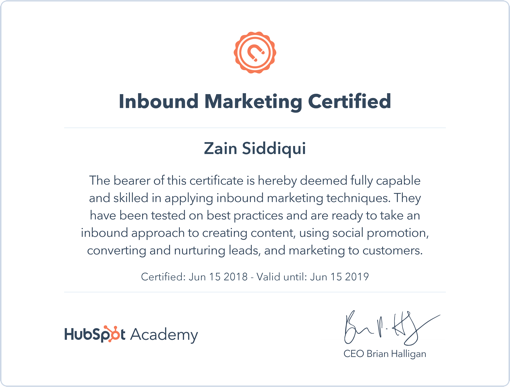 Inbound Marketing Certified
Zain Siddiqui
The bearer of this certificate is hereby deemed fully capable
and skilled in applying inbound marketing techniques. They
have been tested on best practices and are ready to take an
inbound approach to creating content, using social promotion,
converting and nurturing leads, and marketing to customers.
Certified: Jun 15 2018 - Valid until: Jun 15 2019
HubSpot Academy
CEO Brian Halligan